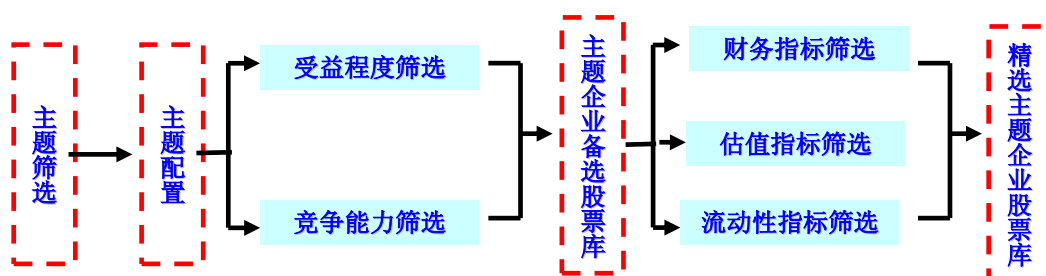 主题筛选
主题配置
受益程度筛选
竞争能力筛选
主题企业备选股票库
财务指标筛选
估值指标筛选
流动性指标筛选
精选主题企业股票库